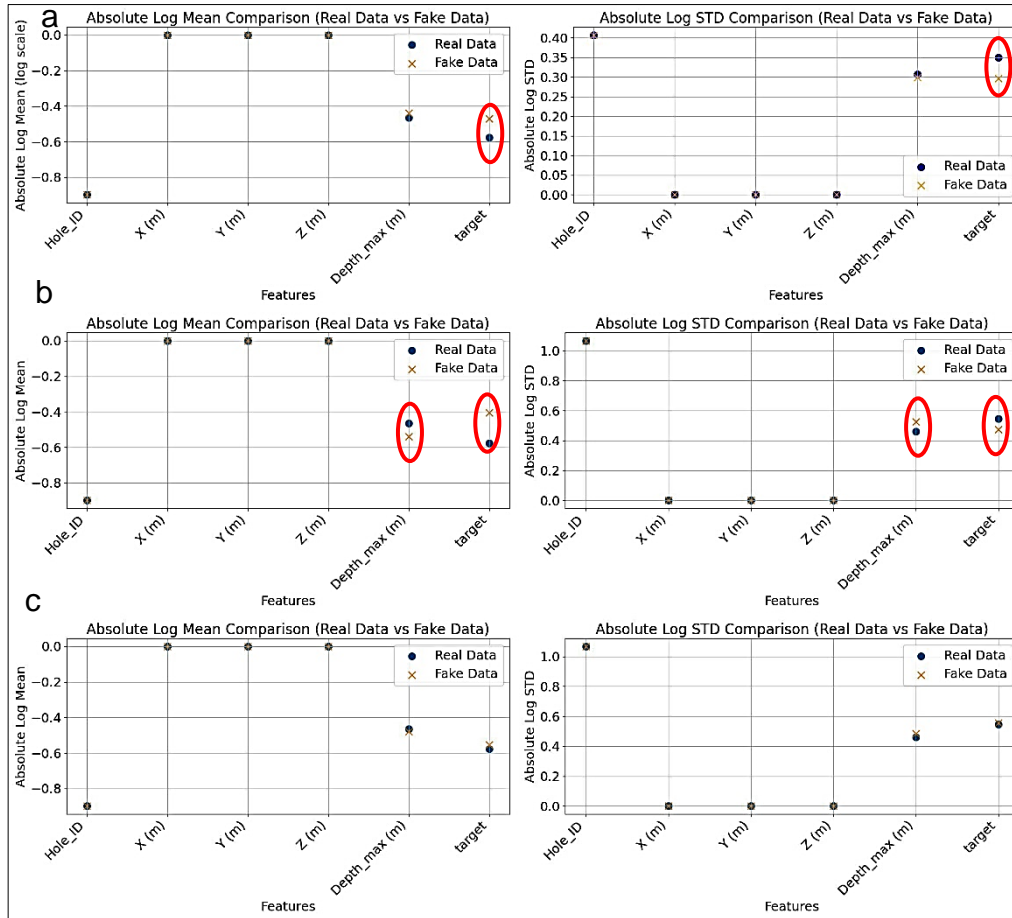 a
Absolute Log Mean Comparison (Real Data vs Fake Data)
Absolute Log Mean (log scale)
0.0
−0.2
−0.4
−0.6
−0.8
Real Data
Fake Data
Hole_ID
X (m)
Y (m)
Z (m)
Depth_max (m)
target
Features
Absolute Log STD Comparison (Real Data vs Fake Data)
Absolute Log STD
0.40
0.35
0.30
0.25
0.20
0.15
0.10
0.05
0.00
Real Data
Fake Data
Hole_ID
X (m)
Y (m)
Z (m)
Depth_max (m)
target
Features
b
Absolute Log Mean Comparison (Real Data vs Fake Data)
Absolute Log Mean
0.0
−0.2
−0.4
−0.6
−0.8
Real Data
Fake Data
Hole_ID
X (m)
Y (m)
Z (m)
Depth_max (m)
target
Features
Absolute Log STD Comparison (Real Data vs Fake Data)
Absolute Log STD
1.0
0.8
0.6
0.4
0.2
0.0
Real Data
Fake Data
Hole_ID
X (m)
Y (m)
Z (m)
Depth_max (m)
target
Features
c
Absolute Log Mean Comparison (Real Data vs Fake Data)
Absolute Log Mean
0.0
−0.2
−0.4
−0.6
−0.8
Real Data
Fake Data
Hole_ID
X (m)
Y (m)
Z (m)
Depth_max (m)
target
Features
Absolute Log STD Comparison (Real Data vs Fake Data)
Absolute Log STD
1.0
0.8
0.6
0.4
0.2
0.0
Real Data
Fake Data
Hole_ID
X (m)
Y (m)
Z (m)
Depth_max (m)
target
Features